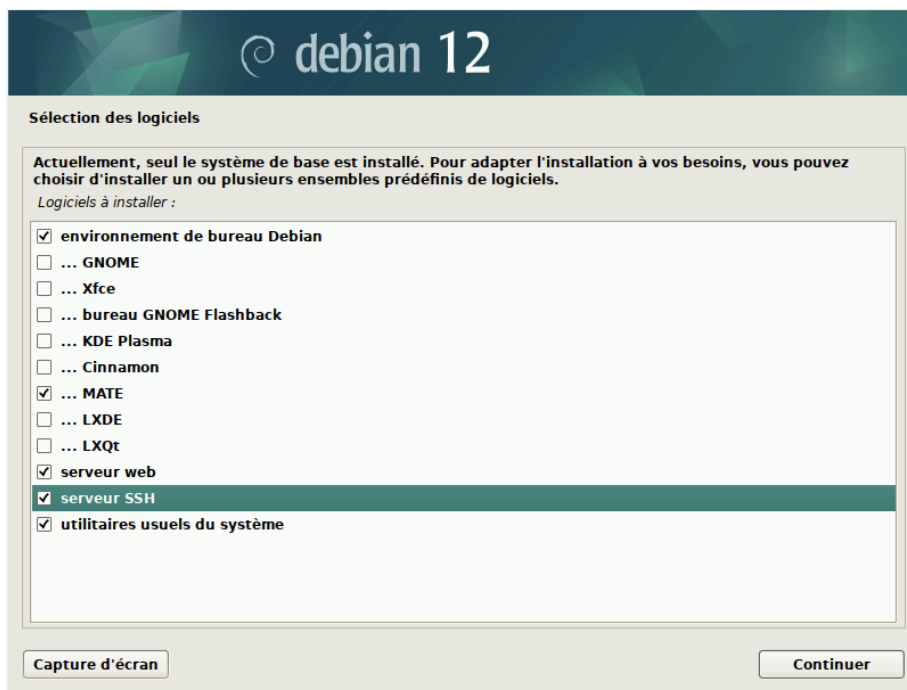 debian 12
Sélection des logiciels
Actuellement, seul le système de base est installé. Pour adapter l'installation à vos besoins, vous pouvez
choisir d'installer un ou plusieurs ensembles prédéfinis de logiciels.
Logiciels à installer :
environnement de bureau Debian
... GNOME
... Xfce
... bureau GNOME Flashback
... KDE Plasma
... Cinnamon
... MATE
... LXDE
... LXQt
serveur web
serveur SSH
utilitaires usuels du système
Capture d'écran
Continuer